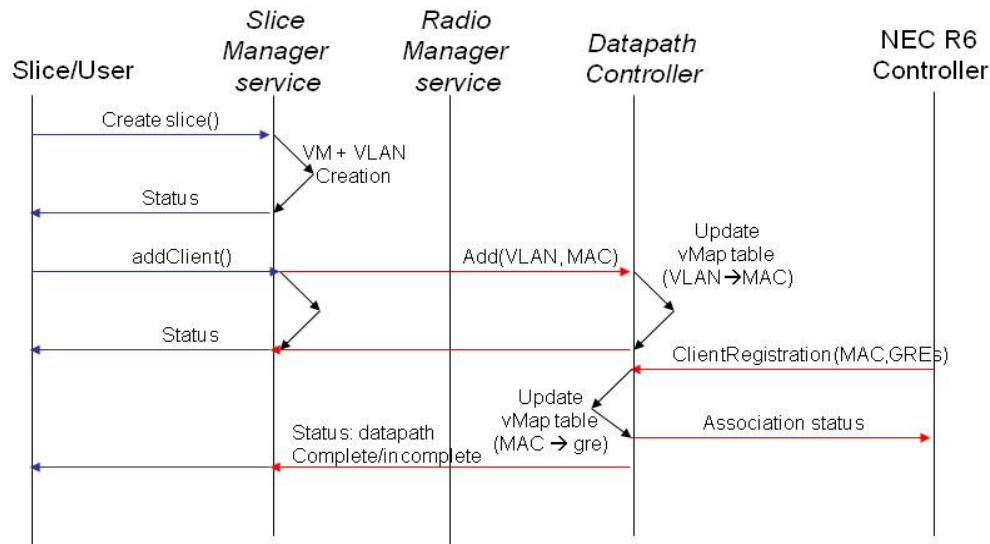 Slice/User
Slice
Manager
service
Radio
Manager
service
Datapath
Controller
NEC R6
Controller
Create slice()
VM + VLAN
Creation
Status
addClient()
Add(VLAN, MAC)
Update
vMap table
(VLAN→MAC)
Status
ClientRegistration(MAC,GREs)
Update
vMap table
(MAC → gre)
Association status
Status: datapath
Complete/incomplete